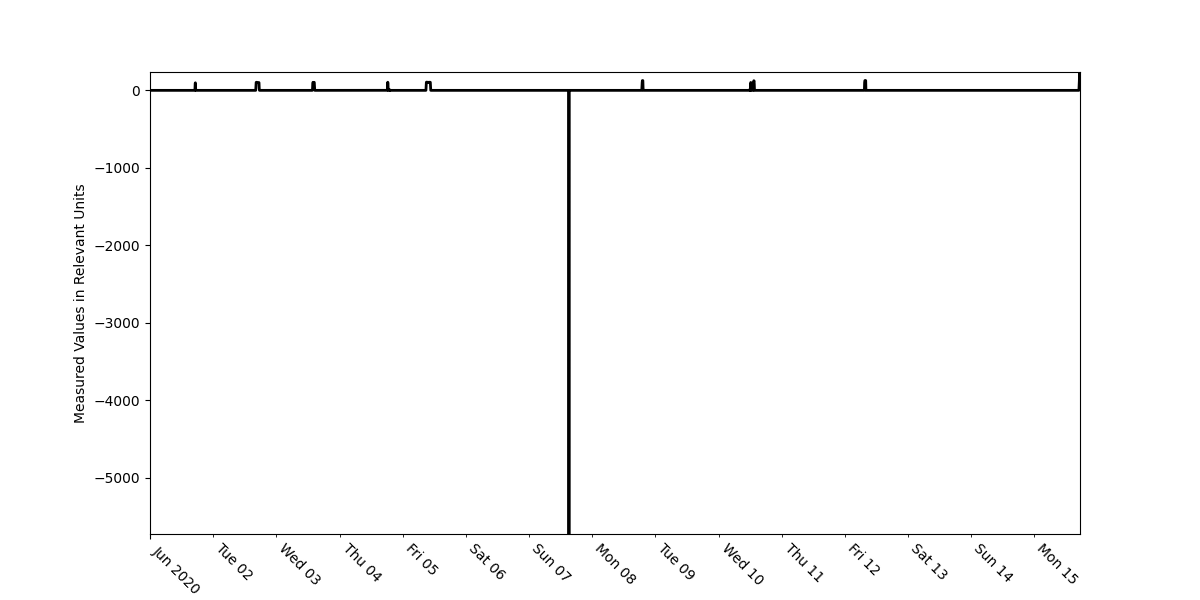 0
−1000
−2000
−3000
−4000
−5000
Measured Values in Relevant Units
Jun 2020
Tue 02
Wed 03
Thu 04
Fri 05
Sat 06
Sun 07
Mon 08
Tue 09
Wed 10
Thu 11
Fri 12
Sat 13
Sun 14
Mon 15